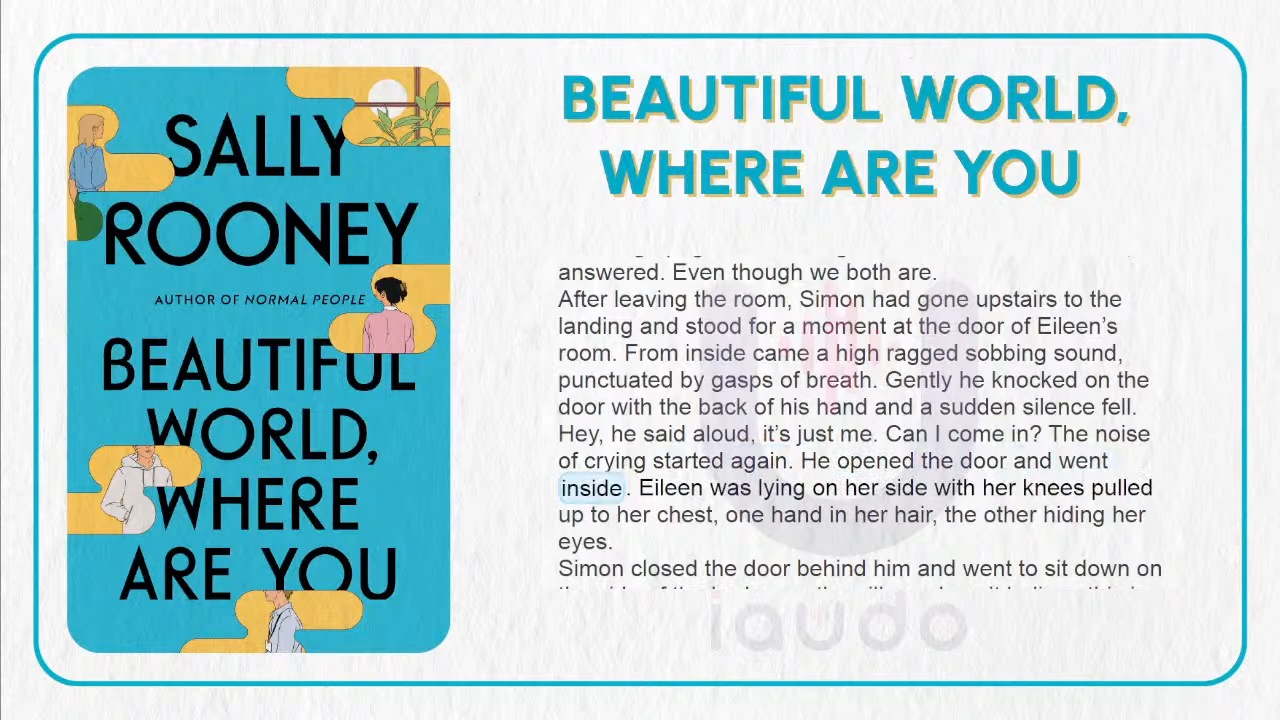 SALLY
ROONEY
AUTHOR OF NORMAL PEOPLE
BEAUTIFUL
WORLD,
WHERE
ARE YOU
BEAUTIFUL WORLD,
WHERE ARE YOU
answered. Even though we both are.
After leaving the room, Simon had gone upstairs to the
landing and stood for a moment at the door of Eileen’s
room. From inside came a high ragged sobbing sound,
punctuated by gasps of breath. Gently he knocked on the
door with the back of his hand and a sudden silence fell.
Hey, he said aloud, it’s just me. Can I come in? The noise
of crying started again. He opened the door and went
inside. Eileen was lying on her side with her knees pulled
up to her chest, one hand in her hair, the other hiding her
eyes.
Simon closed the door behind him and went to sit down on
iaudo